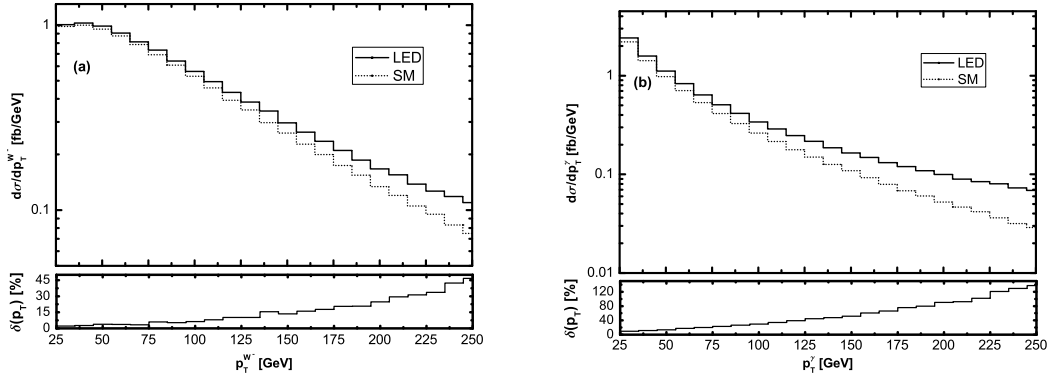 1
0.1
dσ/dp_T^{W^-} [fb/GeV]
(a)
LED
SM
45
30
15
0
δ(p_T) [%]
25 50 75 100 125 150 175 200 225 250
p_T^{W^-} [GeV]
1
0.1
0.01
dσ/dp_T^γ [fb/GeV]
(b)
LED
SM
120
80
40
0
δ(p_T) [%]
25 50 75 100 125 150 175 200 225 250
p_T^γ [GeV]